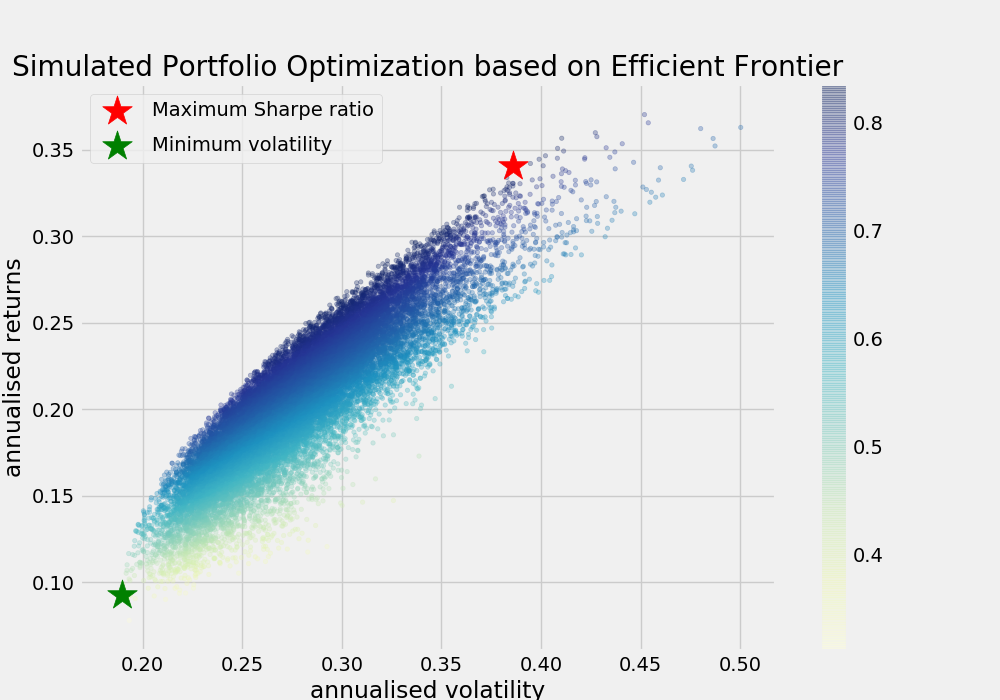 Simulated Portfolio Optimization based on Efficient Frontier
Maximum Sharpe ratio
Minimum volatility
annualised returns
0.35
0.30
0.25
0.20
0.15
0.10
0.20 0.25 0.30 0.35 0.40 0.45 0.50
annualised volatility
0.8
0.7
0.6
0.5
0.4